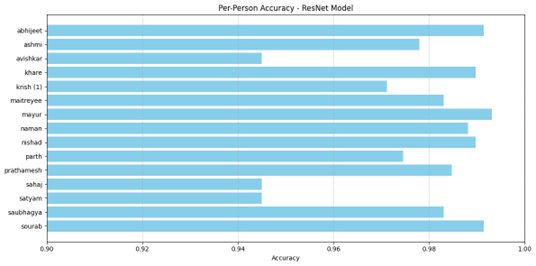 Per-Person Accuracy - ResNet Model
abhijeet
ashmi
avishkar
khare
krish (1)
maitreyee
mayur
naman
nishad
parth
prathamesh
sahaj
satyam
saubhagya
sourab
0.90 0.92 0.94 0.96 0.98 1.00
Accuracy